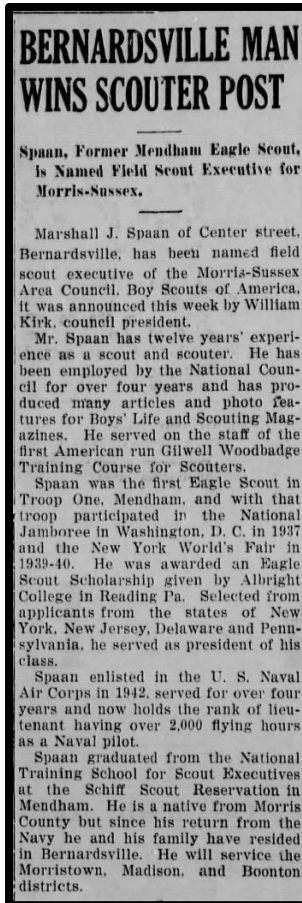 BERNARDSVILLE MAN
WINS SCOUTER POST
Spaan, Former Mendham Eagle Scout,
is Named Field Scout Executive for
Morris-Sussex.
Marshall J. Spaan of Center street,
Bernardsville, has been named field
scout executive of the Morris-Sussex
Area Council, Boy Scouts of America,
it was announced this week by William
Kirk, council president.
Mr. Spaan has twelve years' experi-
ence as a scout and scouter. He has
been employed by the National Coun-
cil for over four years and has pro-
duced many articles and photo fea-
tures for Boys' Life and Scouting Mag-
azines. He served on the staff of the
first American run Gilwell Woodbadge
Training Course for Scouters.
Spaan was the first Eagle Scout in
Troop One, Mendham, and with that
troop participated in the National
Jamboree in Washington, D. C. in 1937
and the New York World's Fair in
1939-40. He was awarded an Eagle
Scout Scholarship given by Albright
College in Reading Pa. Selected from
applicants from the states of New
York, New Jersey, Delaware and Penn-
sylvania, he served as president of his
class.
Spaan enlisted in the U. S. Naval
Air Corps in 1942, served for over four
years and now holds the rank of lieu-
tenant having over 2,000 flying hours
as a Naval pilot.
Spaan graduated from the National
Training School for Scout Executives
at the Schiff Scout Reservation in
Mendham. He is a native from Morris
County but since his return from the
Navy he and his family have resided
in Bernardsville. He will service the
Morristown, Madison, and Boonton
districts.